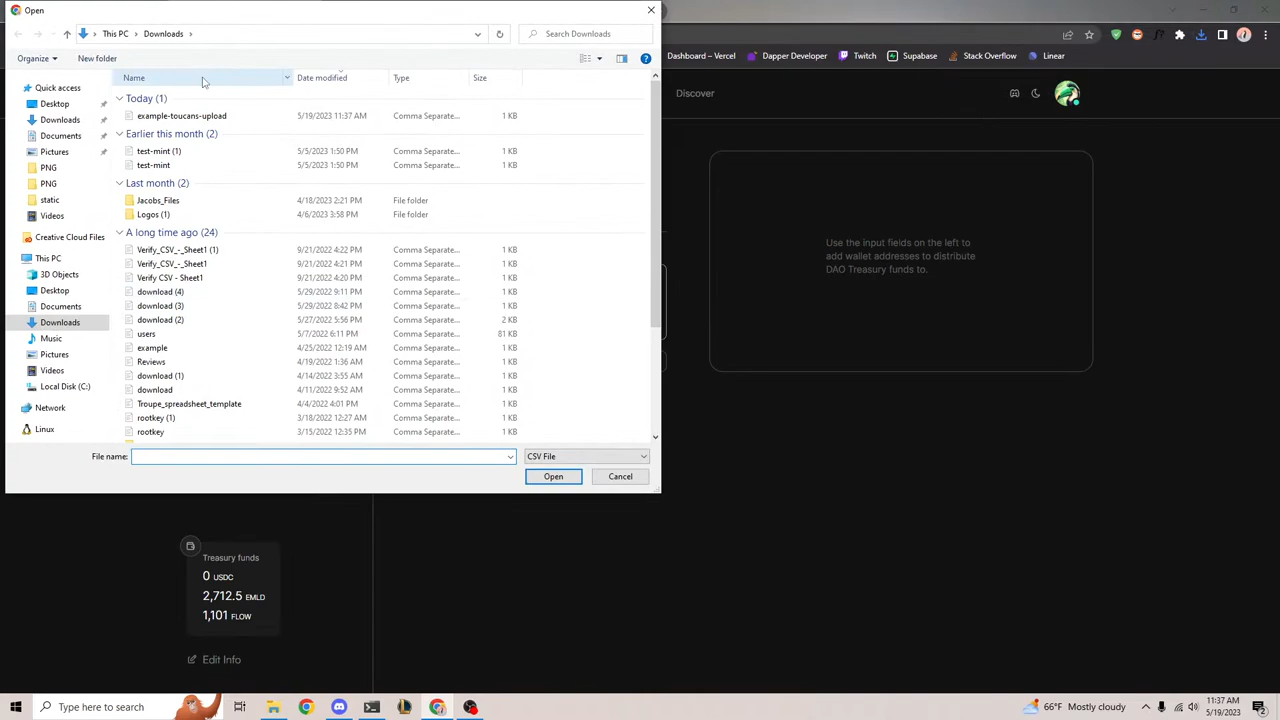 Open
This PC > Downloads >
Search Downloads
Organize
New folder
Name
Date modified
Type
Size
Quick access
Desktop
Downloads
Documents
Pictures
PNG
PNG
static
Videos
Creative Cloud Files
This PC
3D Objects
Desktop
Documents
Downloads
Music
Pictures
Videos
Local Disk (C:)
Network
Linux
Today (1)
example-toucans-upload 5/19/2023 11:37 AM Comma Separate... 1 KB
Earlier this month (2)
test-mint (1) 5/5/2023 1:50 PM Comma Separate... 1 KB
test-mint 5/5/2023 1:50 PM Comma Separate... 1 KB
Last month (2)
Jacobs_Files 4/18/2023 2:21 PM File folder
Logos (1) 4/6/2023 3:58 PM File folder
A long time ago (24)
Verify_CSV_-_Sheet1 (1) 9/21/2022 4:22 PM Comma Separate... 1 KB
Verify_CSV_-_Sheet1 9/21/2022 4:21 PM Comma Separate... 1 KB
Verify CSV - Sheet1 9/21/2022 4:20 PM Comma Separate... 1 KB
download (4) 5/29/2022 9:11 PM Comma Separate... 1 KB
download (3) 5/29/2022 8:42 PM Comma Separate... 1 KB
download (2) 5/27/2022 5:56 PM Comma Separate... 2 KB
users 5/7/2022 6:11 PM Comma Separate... 81 KB
example 4/25/2022 12:19 AM Comma Separate... 1 KB
Reviews 4/19/2022 1:36 AM Comma Separate... 1 KB
download (1) 4/14/2022 3:55 AM Comma Separate... 1 KB
download 4/11/2022 9:52 AM Comma Separate... 1 KB
Troupe_spreadsheet_template 4/4/2022 4:01 PM Comma Separate... 1 KB
rootkey (1) 3/18/2022 12:27 AM Comma Separate... 1 KB
rootkey 3/15/2022 12:35 PM Comma Separate... 1 KB
File name:
CSV File
Open
Cancel
Dashboard – Vercel
Dapper Developer
Twitch
Supabase
Stack Overflow
Linear
Discover
Use the input fields on the left to
add wallet addresses to distribute
DAO Treasury funds to.
Treasury funds
0 USDC
2,712.5 EMLD
1,101 FLOW
Edit Info
Type here to search
66°F Mostly cloudy
11:37 AM
5/19/2023
2